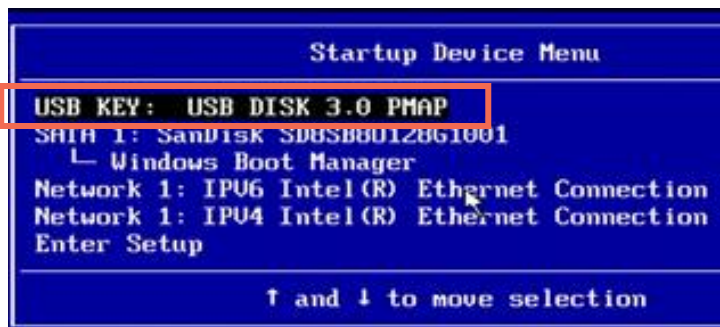 Startup Device Menu
USB KEY: USB DISK 3.0 PMAP
SATA 1: SanDisk SD8SB8U128G1001
Windows Boot Manager
Network 1: IPV6 Intel(R) Ethernet Connection
Network 1: IPV4 Intel(R) Ethernet Connection
Enter Setup
↑ and ↓ to move selection